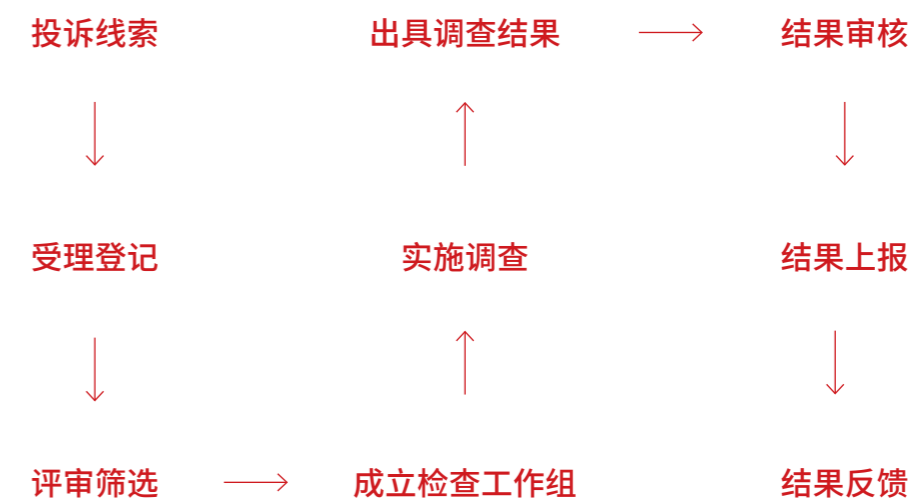 投诉线索
出具调查结果
结果审核
受理登记
实施调查
结果上报
评审筛选
成立检查工作组
结果反馈